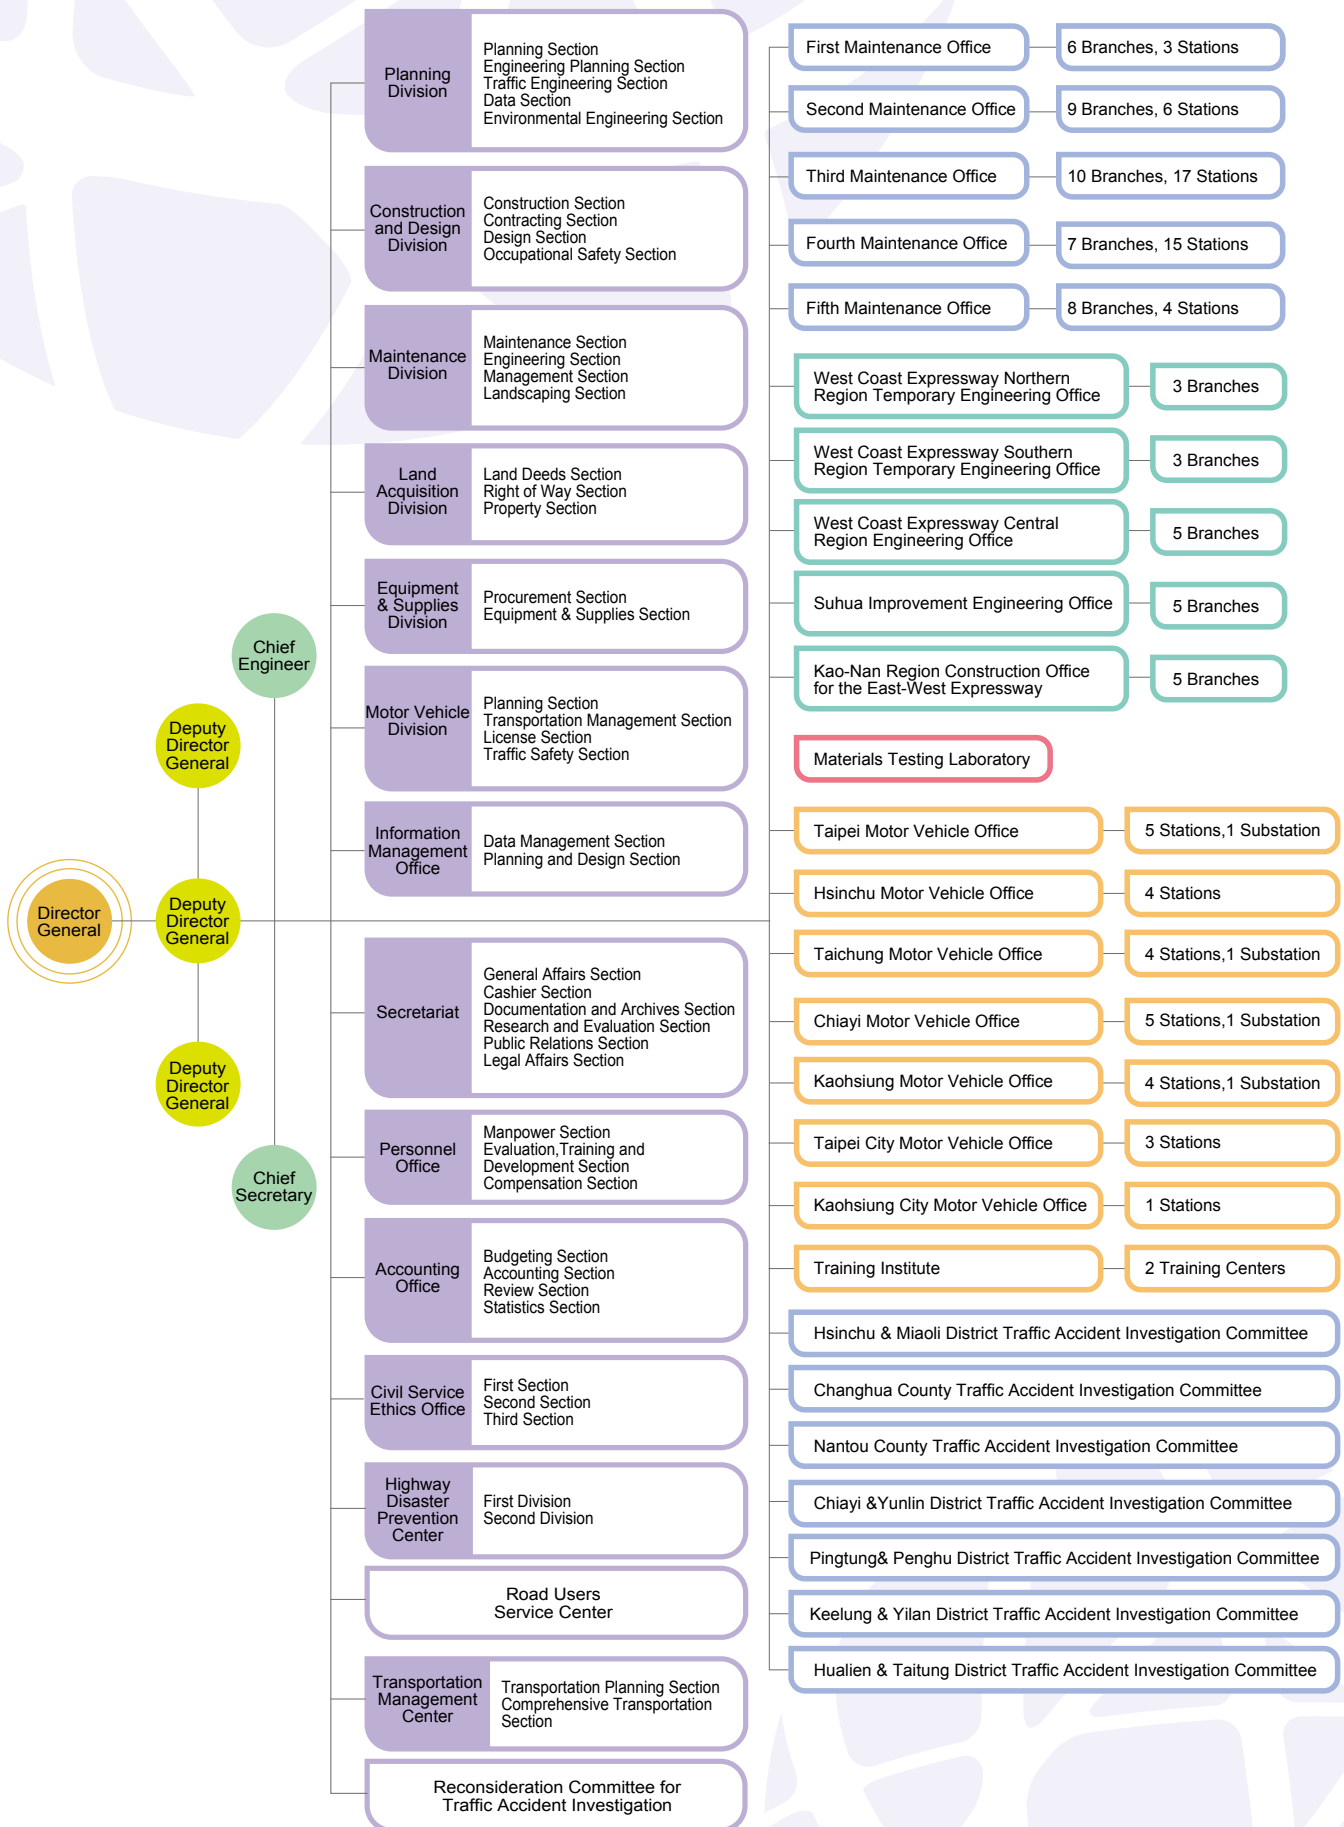 Director
General
Deputy
Director
General
Deputy
Director
General
Deputy
Director
General
Chief
Engineer
Chief
Secretary
Planning
Division
Planning Section
Engineering Planning Section
Traffic Engineering Section
Data Section
Environmental Engineering Section
Construction
and Design
Division
Construction Section
Contracting Section
Design Section
Occupational Safety Section
Maintenance
Division
Maintenance Section
Engineering Section
Management Section
Landscaping Section
Land
Acquisition
Division
Land Deeds Section
Right of Way Section
Property Section
Equipment
& Supplies
Division
Procurement Section
Equipment & Supplies Section
Motor Vehicle
Division
Planning Section
Transportation Management Section
License Section
Traffic Safety Section
Information
Management
Office
Data Management Section
Planning and Design Section
Secretariat
General Affairs Section
Cashier Section
Documentation and Archives Section
Research and Evaluation Section
Public Relations Section
Legal Affairs Section
Personnel
Office
Manpower Section
Evaluation,Training and
Development Section
Compensation Section
Accounting
Office
Budgeting Section
Accounting Section
Review Section
Statistics Section
Civil Service
Ethics Office
First Section
Second Section
Third Section
Highway
Disaster
Prevention
Center
First Division
Second Division
Road Users
Service Center
Transportation
Management
Center
Transportation Planning Section
Comprehensive Transportation
Section
Reconsideration Committee for
Traffic Accident Investigation
First Maintenance Office
6 Branches, 3 Stations
Second Maintenance Office
9 Branches, 6 Stations
Third Maintenance Office
10 Branches, 17 Stations
Fourth Maintenance Office
7 Branches, 15 Stations
Fifth Maintenance Office
8 Branches, 4 Stations
West Coast Expressway Northern
Region Temporary Engineering Office
3 Branches
West Coast Expressway Southern
Region Temporary Engineering Office
3 Branches
West Coast Expressway Central
Region Engineering Office
5 Branches
Suhua Improvement Engineering Office
5 Branches
Kao-Nan Region Construction Office
for the East-West Expressway
5 Branches
Materials Testing Laboratory
Taipei Motor Vehicle Office
5 Stations,1 Substation
Hsinchu Motor Vehicle Office
4 Stations
Taichung Motor Vehicle Office
4 Stations,1 Substation
Chiayi Motor Vehicle Office
5 Stations,1 Substation
Kaohsiung Motor Vehicle Office
4 Stations,1 Substation
Taipei City Motor Vehicle Office
3 Stations
Kaohsiung City Motor Vehicle Office
1 Stations
Training Institute
2 Training Centers
Hsinchu & Miaoli District Traffic Accident Investigation Committee
Changhua County Traffic Accident Investigation Committee
Nantou County Traffic Accident Investigation Committee
Chiayi &Yunlin District Traffic Accident Investigation Committee
Pingtung& Penghu District Traffic Accident Investigation Committee
Keelung & Yilan District Traffic Accident Investigation Committee
Hualien & Taitung District Traffic Accident Investigation Committee